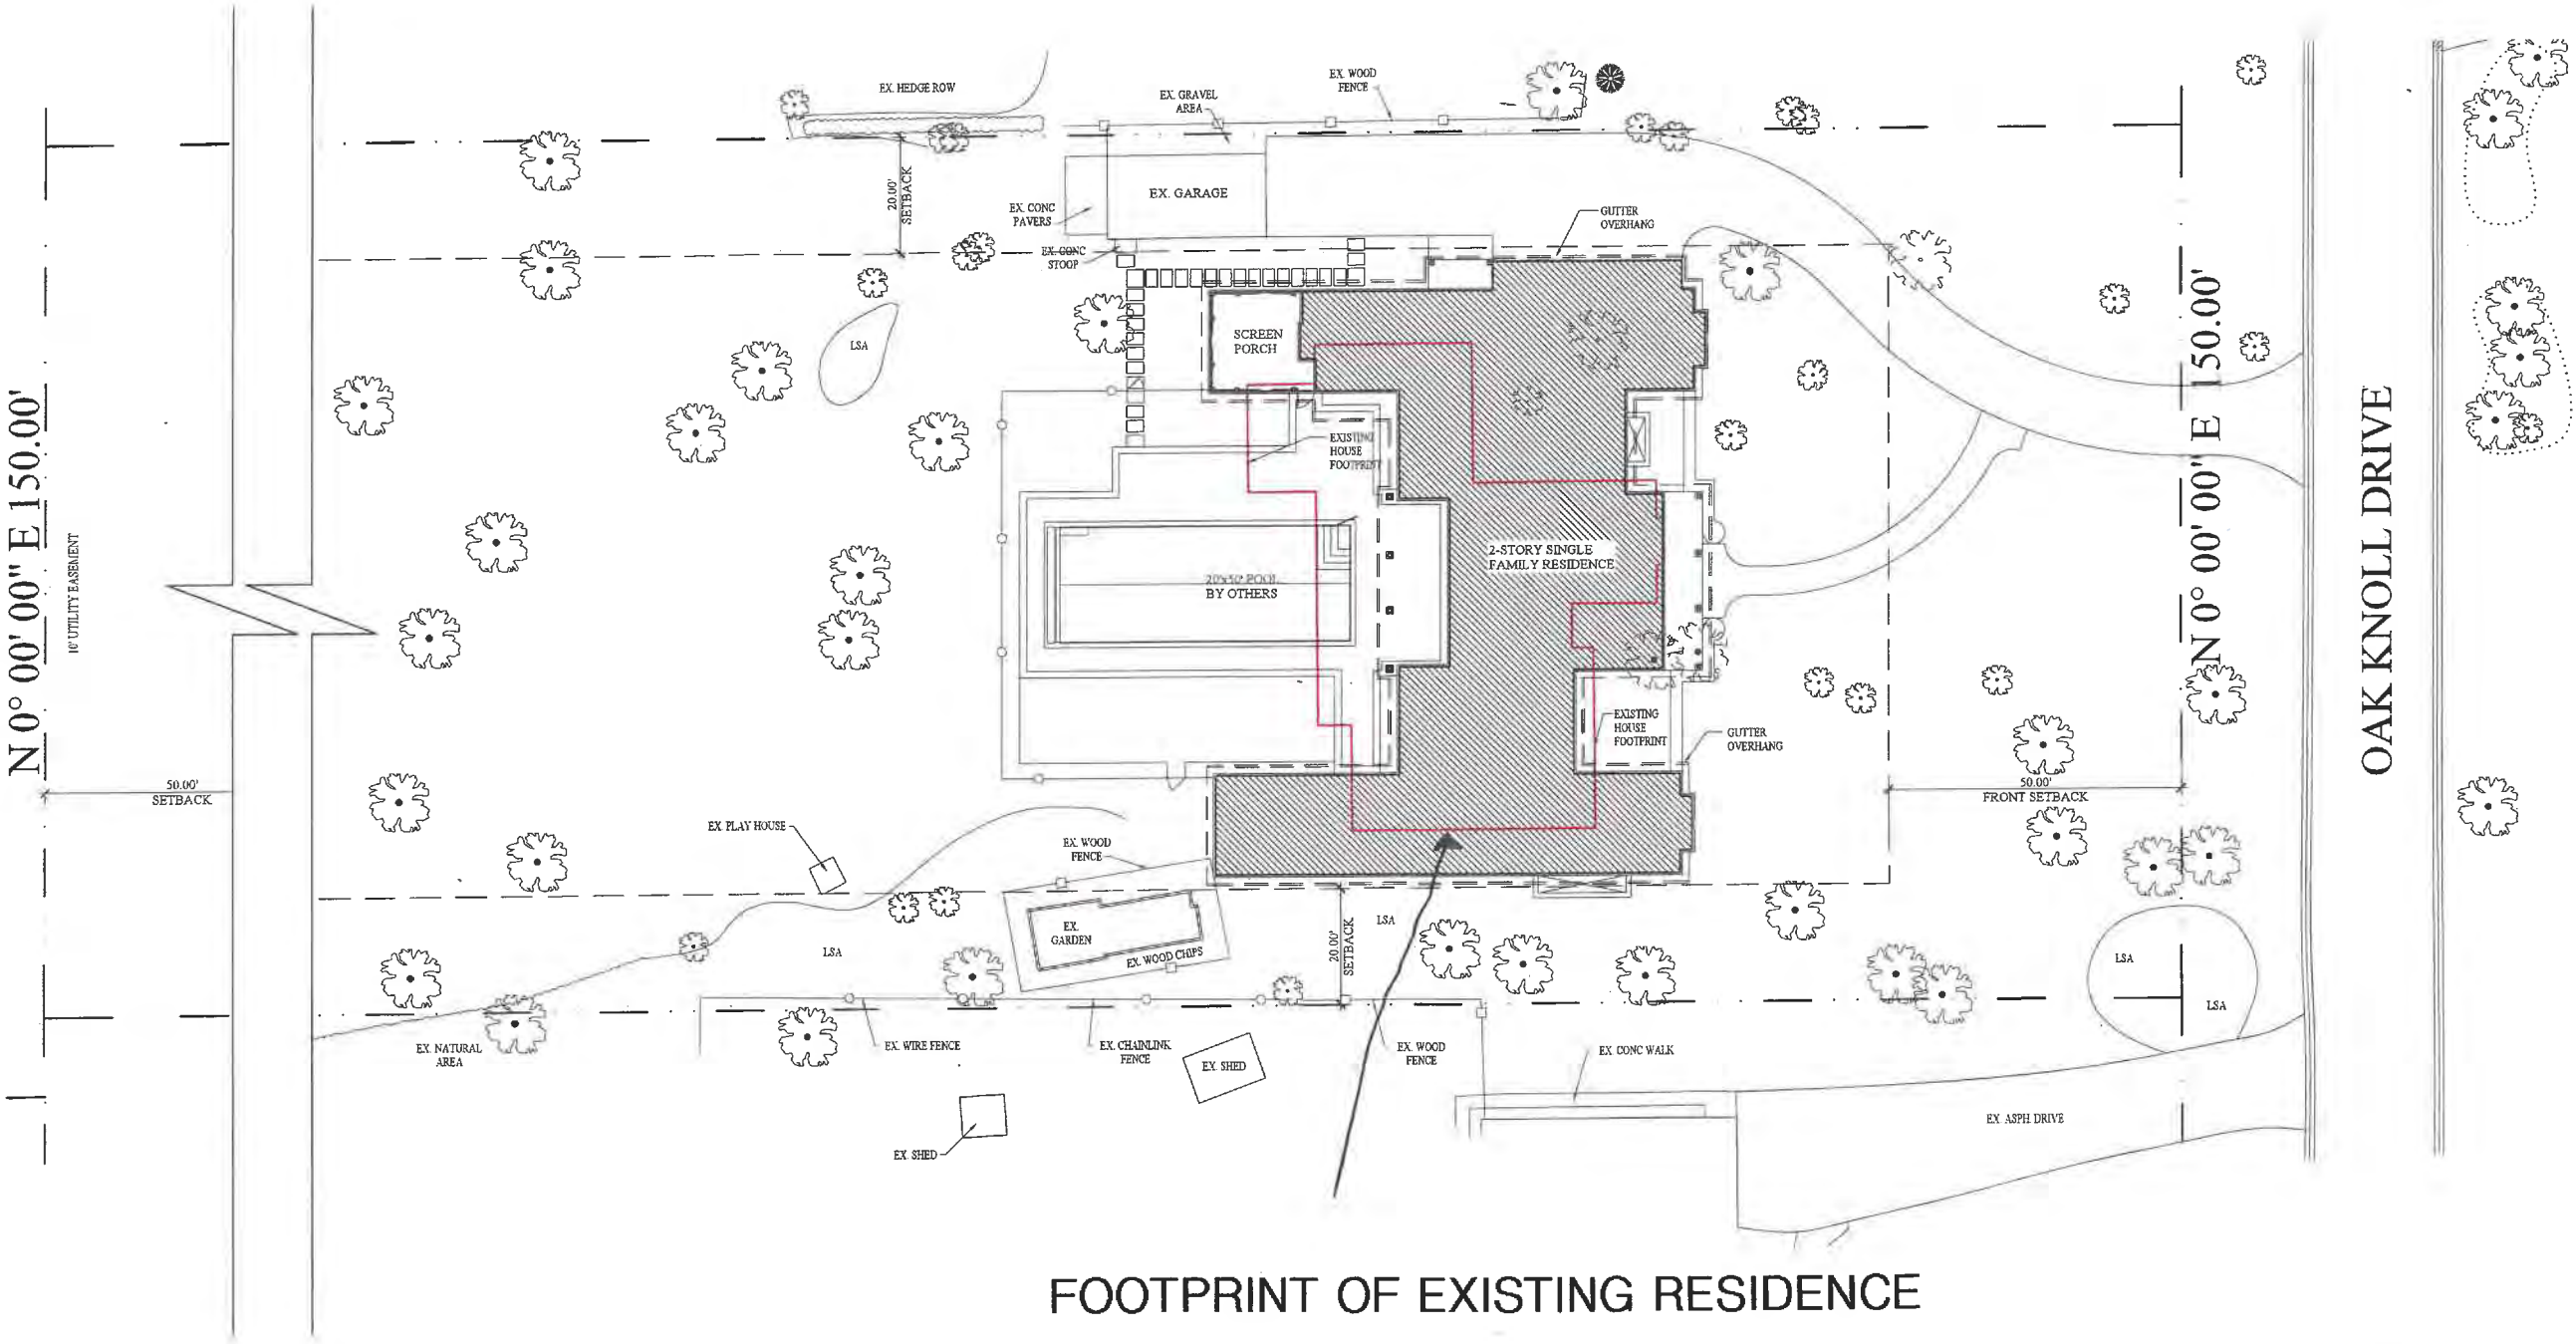 EX. HEDGE ROW
EX. GRAVEL
AREA
EX. WOOD
FENCE
20.00'
SETBACK
EX. GARAGE
EX. CONC
PAVERS
EX. CONC
STOOP
GUTTER
OVERHANG
SCREEN
PORCH
LSA
EXISTING
HOUSE
FOOTPRINT
N 0° 00' 00" E 150.00'
10' UTILITY EASEMENT
20'x50' POOL
BY OTHERS
2-STORY SINGLE
FAMILY RESIDENCE
N 0° 00' 00" E 150.00'
OAK KNOLL DRIVE
EXISTING
HOUSE
FOOTPRINT
GUTTER
OVERHANG
50.00'
SETBACK
50.00'
FRONT SETBACK
EX. PLAY HOUSE
EX. WOOD
FENCE
EX.
GARDEN
EX. WOOD CHIPS
LSA
20.00'
SETBACK
LSA
LSA
LSA
EX. NATURAL
AREA
EX. WIRE FENCE
EX. CHAINLINK
FENCE
EX. SHED
EX. WOOD
FENCE
EX. CONC WALK
EX. ASPH DRIVE
EX. SHED
FOOTPRINT OF EXISTING RESIDENCE